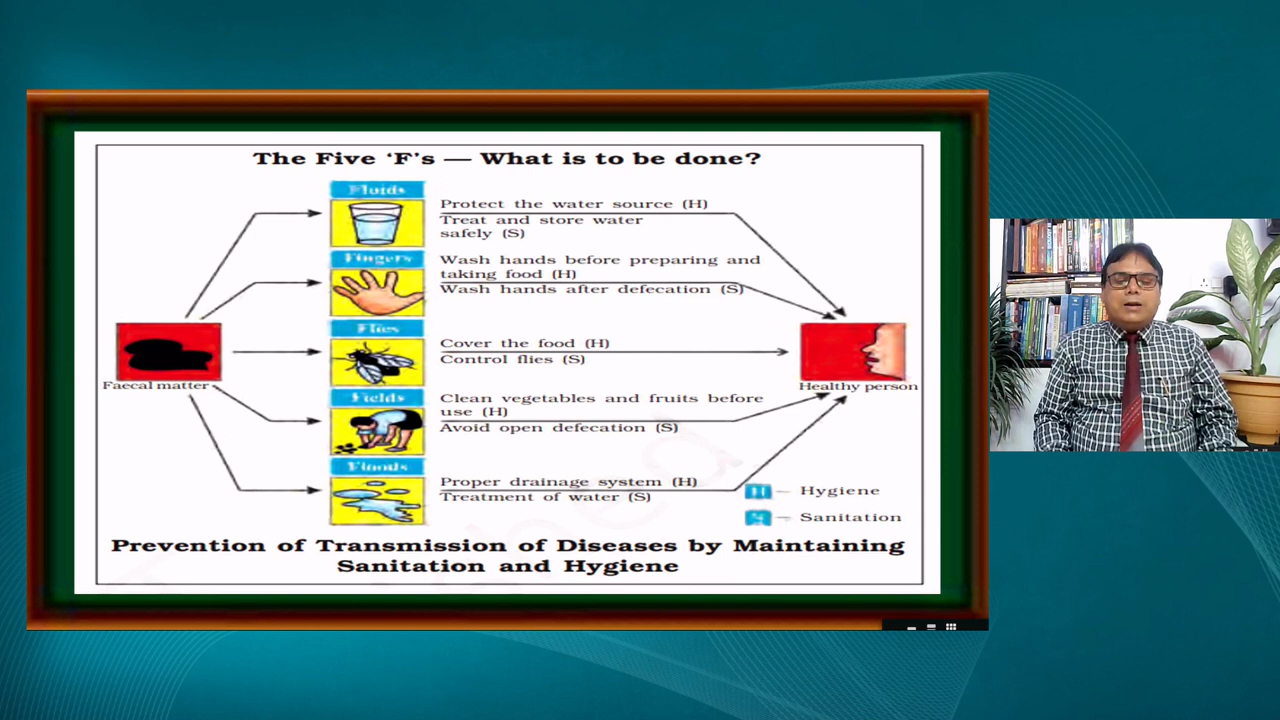 The Five ‘F’s — What is to be done?
Fluids
Protect the water source (H)
Treat and store water
safely (S)
Fingers
Wash hands before preparing and
taking food (H)
Wash hands after defecation (S)
Flies
Cover the food (H)
Control flies (S)
Faecal matter
Healthy person
Fields
Clean vegetables and fruits before
use (H)
Avoid open defecation (S)
Floods
Proper drainage system (H)
Treatment of water (S)
H — Hygiene
S — Sanitation
Prevention of Transmission of Diseases by Maintaining
Sanitation and Hygiene